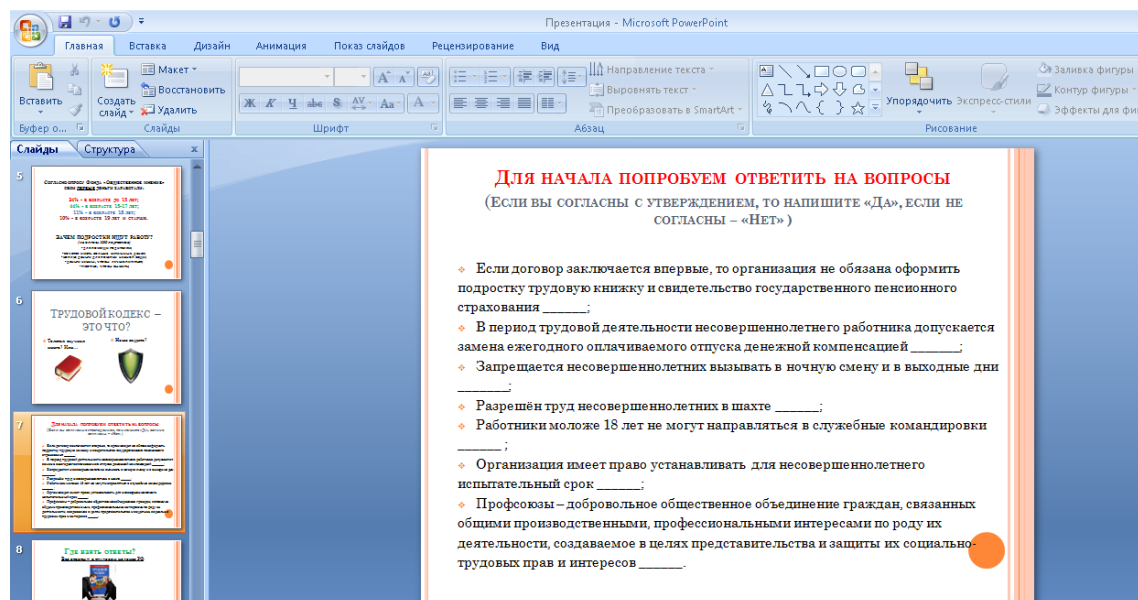 Презентация - Microsoft PowerPoint
Главная Вставка Дизайн Анимация Показ слайдов Рецензирование Вид
Вставить
Буфер о...
Создать слайд
Макет
Восстановить
Удалить
Слайды
Ж К Ч abc S AV Aa A
Шрифт
Направление текста
Выровнять текст
Преобразовать в SmartArt
Абзац
Упорядочить Экспресс-стили
Заливка фигуры
Контур фигуры
Эффекты для фи
Рисование
Слайды Структура x
5
6
ТРУДОВОЙ КОДЕКС –
ЭТО ЧТО?
7
8
ГДЕ ВЗЯТЬ ОТВЕТЫ?
ДЛЯ НАЧАЛА ПОПРОБУЕМ ОТВЕТИТЬ НА ВОПРОСЫ
(ЕСЛИ ВЫ СОГЛАСНЫ С УТВЕРЖДЕНИЕМ, ТО НАПИШИТЕ «ДА», ЕСЛИ НЕ
СОГЛАСНЫ – «НЕТ» )
Если договор заключается впервые, то организация не обязана оформить
подростку трудовую книжку и свидетельство государственного пенсионного
страхования ______;
В период трудовой деятельности несовершеннолетнего работника допускается
замена ежегодного оплачиваемого отпуска денежной компенсацией _______;
Запрещается несовершеннолетних вызывать в ночную смену и в выходные дни
_______;
Разрешён труд несовершеннолетних в шахте ______;
Работники моложе 18 лет не могут направляться в служебные командировки
______ ;
Организация имеет право устанавливать для несовершеннолетнего
испытательный срок ______;
Профсоюзы – добровольное общественное объединение граждан, связанных
общими производственными, профессиональными интересами по роду их
деятельности, создаваемое в целях представительства и защиты их социально-
трудовых прав и интересов ______.